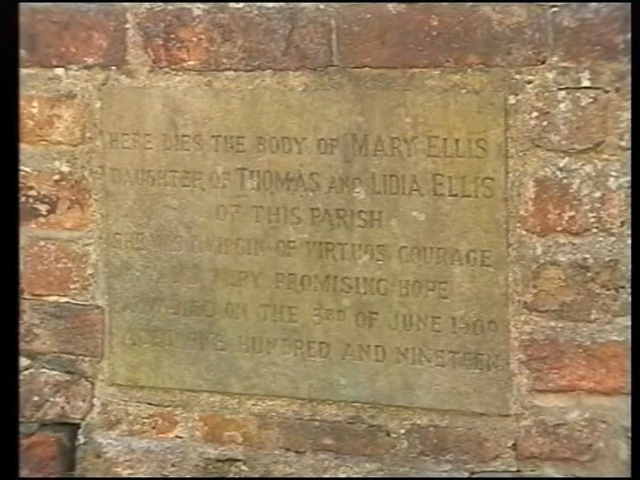 HERE LIES THE BODY OF MARY ELLIS
DAUGHTER OF THOMAS AND LIDIA ELLIS
OF THIS PARISH
SHE WAS A VIRGIN OF VIRTUOS COURAGE
AND VERY PROMISING HOPE
AND DIED ON THE 3RD OF JUNE 1609
AGED ONE HUNDRED AND NINETEEN